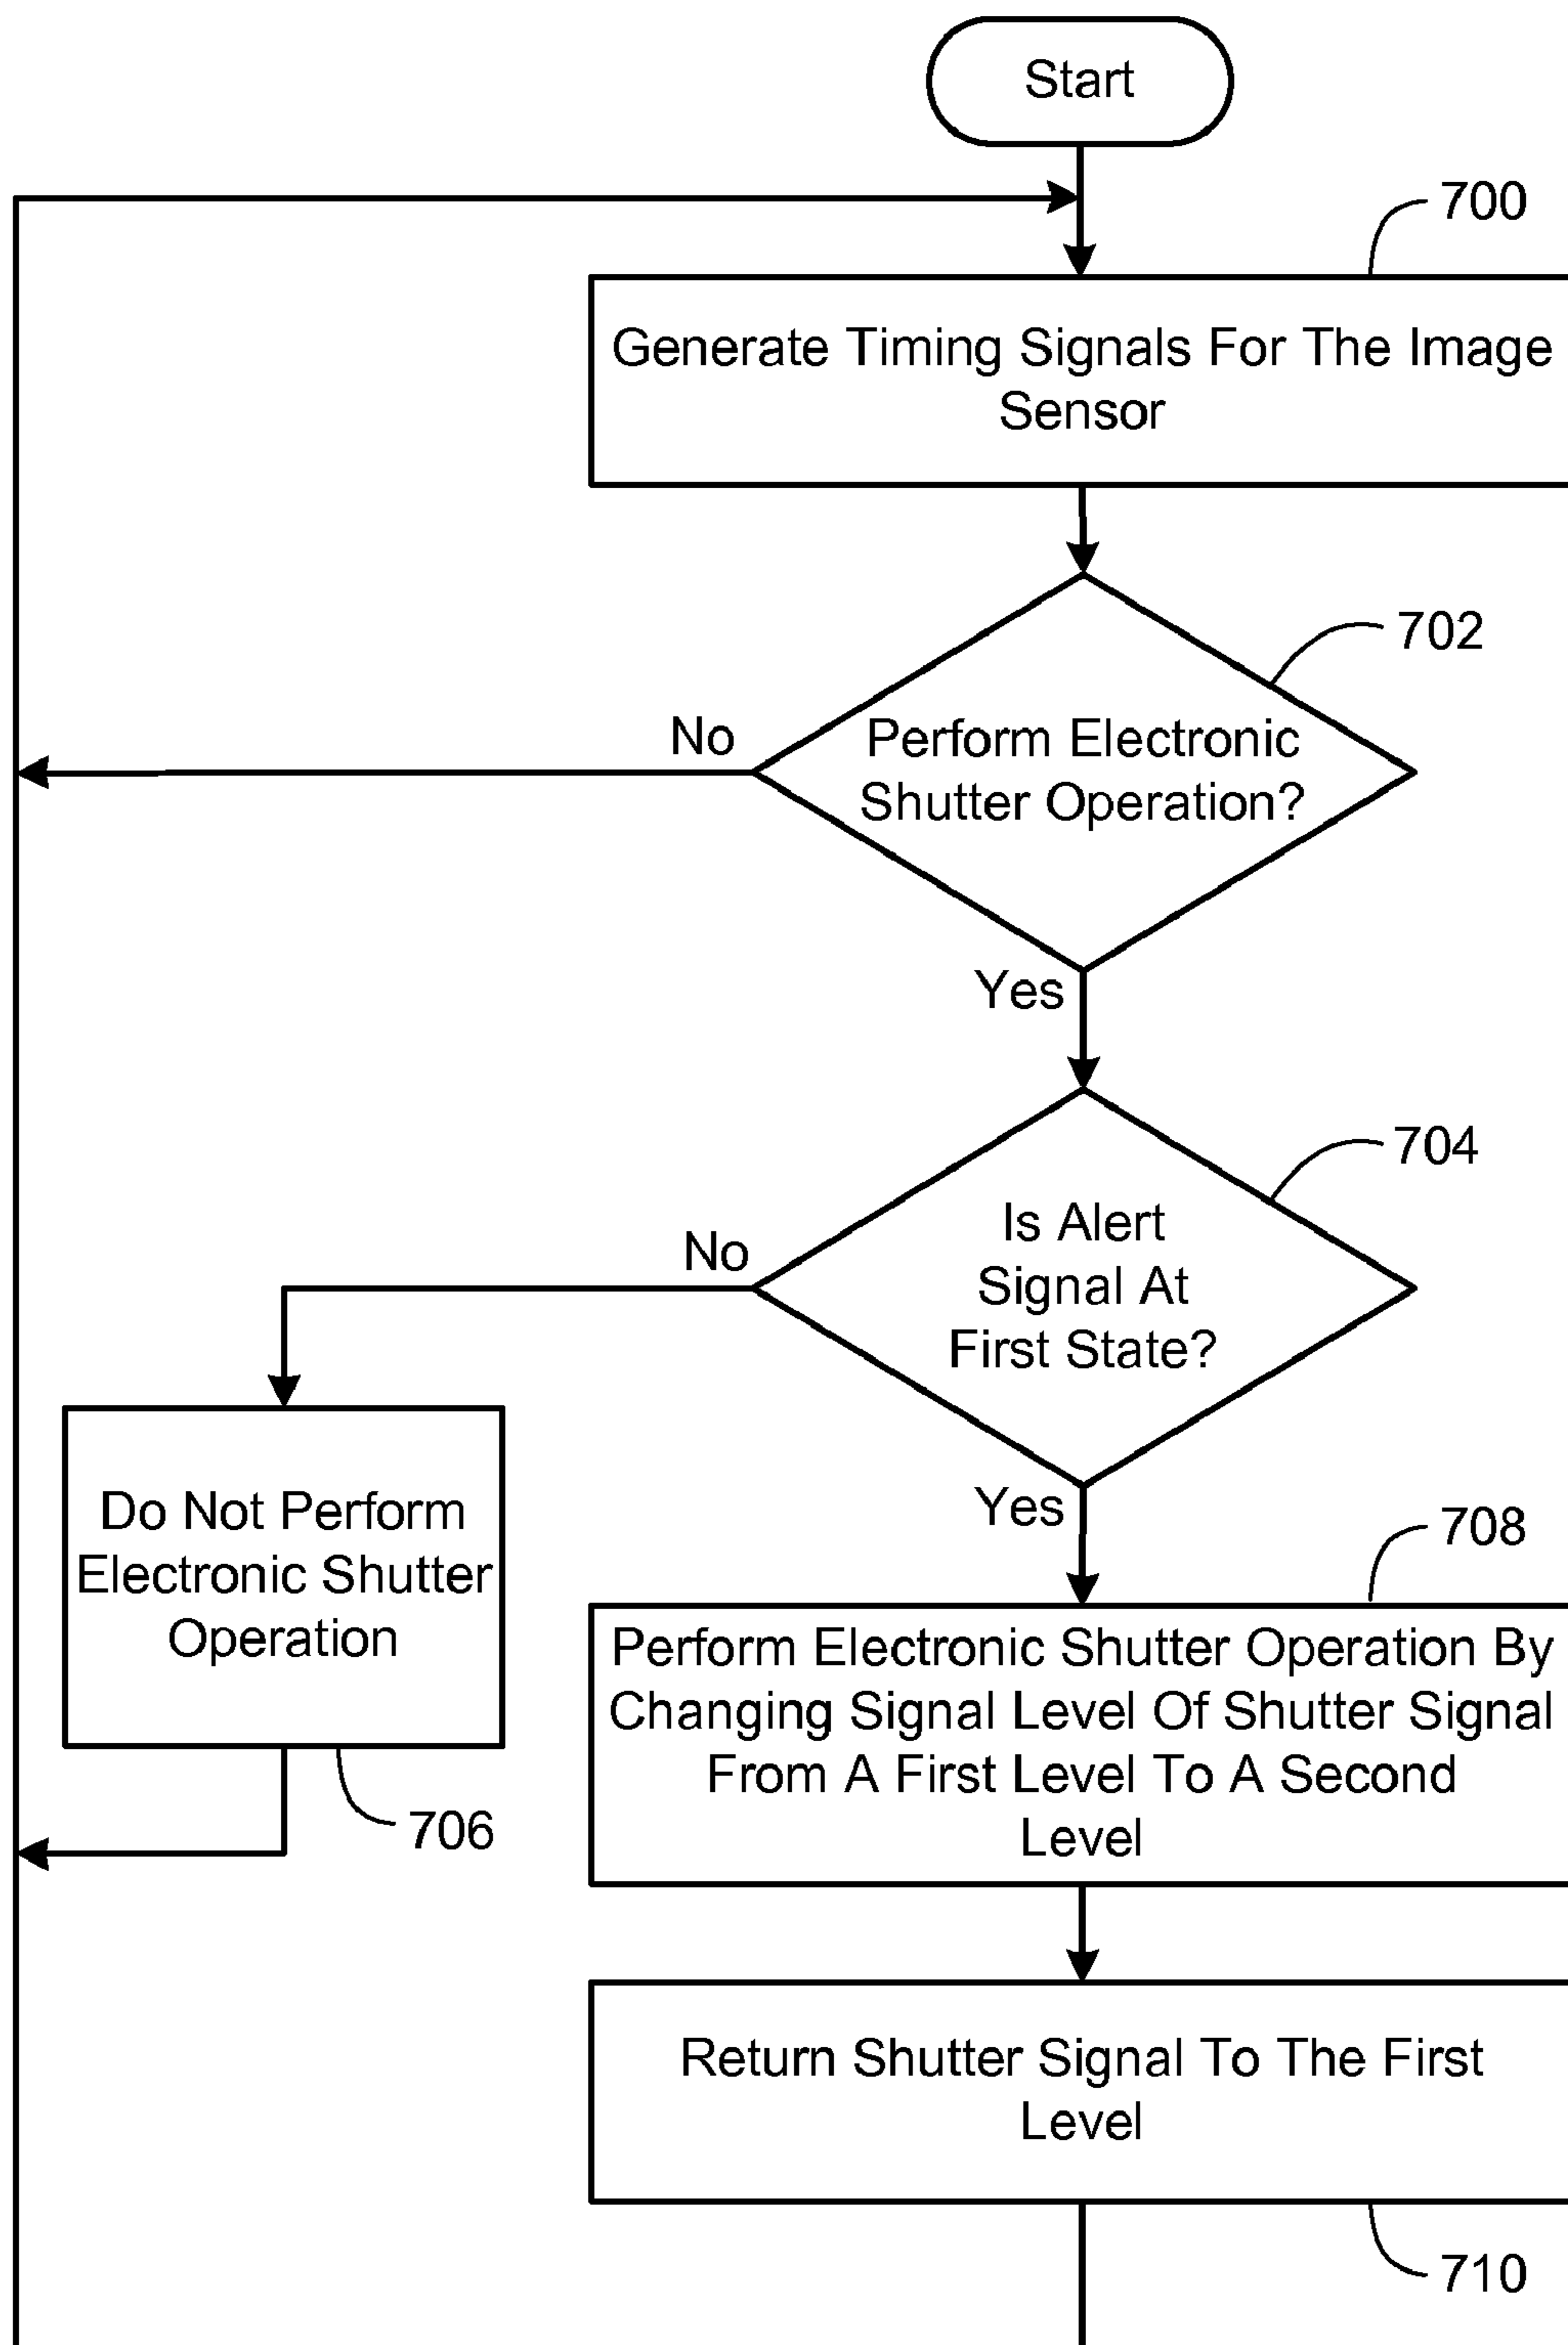 Start
700
Generate Timing Signals For The Image
Sensor
702
No
Perform Electronic
Shutter Operation?
Yes
704
No
Is Alert
Signal At
First State?
Yes
Do Not Perform
Electronic Shutter
Operation
706
708
Perform Electronic Shutter Operation By
Changing Signal Level Of Shutter Signal
From A First Level To A Second
Level
Return Shutter Signal To The First
Level
710